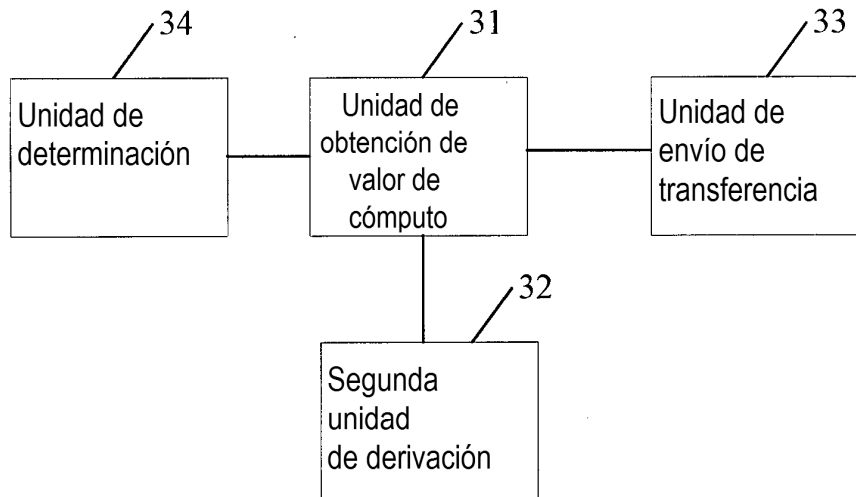 34
31
33
Unidad de
determinación
Unidad de
obtención de
valor de
cómputo
Unidad de
envío de
transferencia
32
Segunda
unidad
de derivación